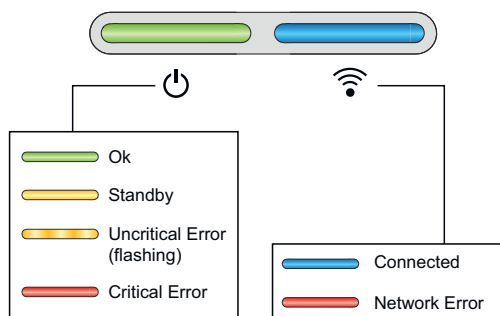 Ok
Standby
Uncritical Error
(flashing)
Critical Error
Connected
Network Error